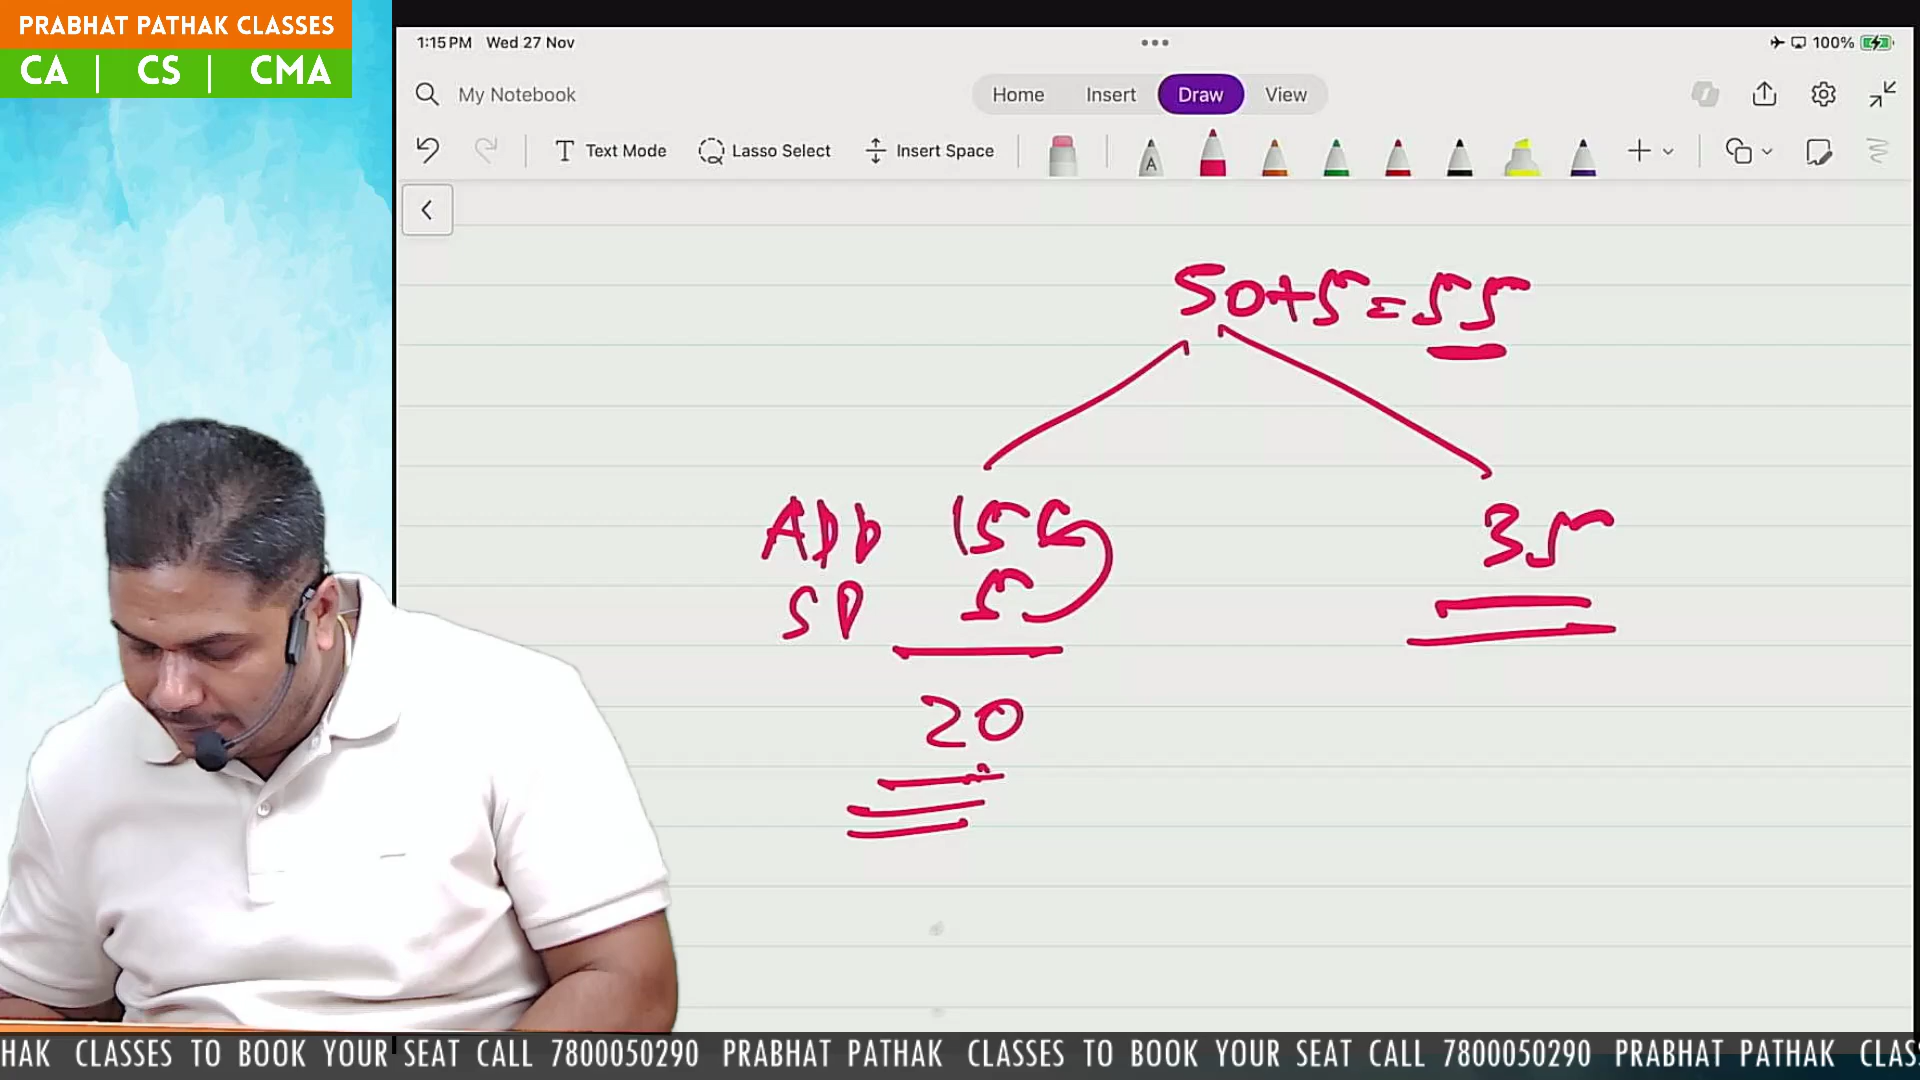 PRABHAT PATHAK CLASSES
CA | CS | CMA
1:15 PM Wed 27 Nov
100%
My Notebook
Home Insert Draw View
Text Mode Lasso Select Insert Space
A
50+5=55
ADD 15
SD 5
35
20
HAK CLASSES TO BOOK YOUR SEAT CALL 7800050290 PRABHAT PATHAK CLASSES TO BOOK YOUR SEAT CALL 7800050290 PRABHAT PATHAK CLAS